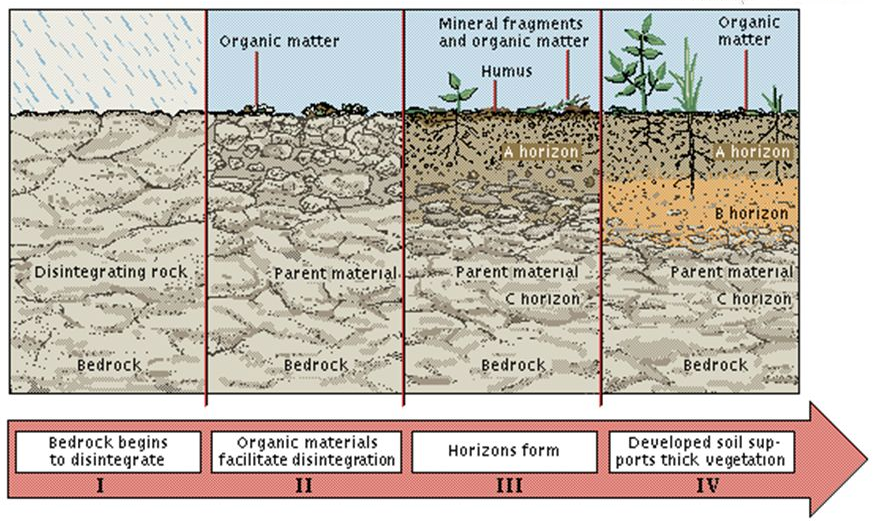 Organic matter
Mineral fragments
and organic matter
Humus
Organic
matter
A horizon
A horizon
B horizon
Disintegrating rock
Parent material
Parent material
Parent material
C horizon
C horizon
Bedrock
Bedrock
Bedrock
Bedrock
Bedrock begins
to disintegrate
Organic materials
facilitate disintegration
Horizons form
Developed soil sup-
ports thick vegetation
I
II
III
IV